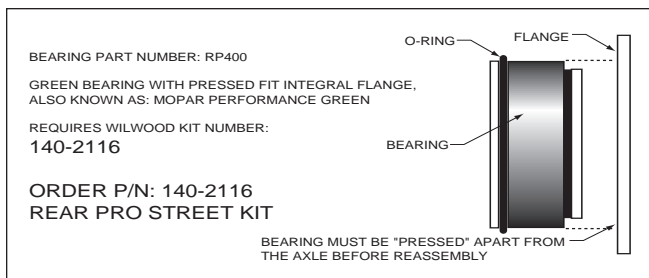 BEARING PART NUMBER: RP400
GREEN BEARING WITH PRESSED FIT INTEGRAL FLANGE,
ALSO KNOWN AS: MOPAR PERFORMANCE GREEN
REQUIRES WILWOOD KIT NUMBER:
140-2116
ORDER P/N: 140-2116
REAR PRO STREET KIT
O-RING
FLANGE
BEARING
BEARING MUST BE "PRESSED" APART FROM
THE AXLE BEFORE REASSEMBLY